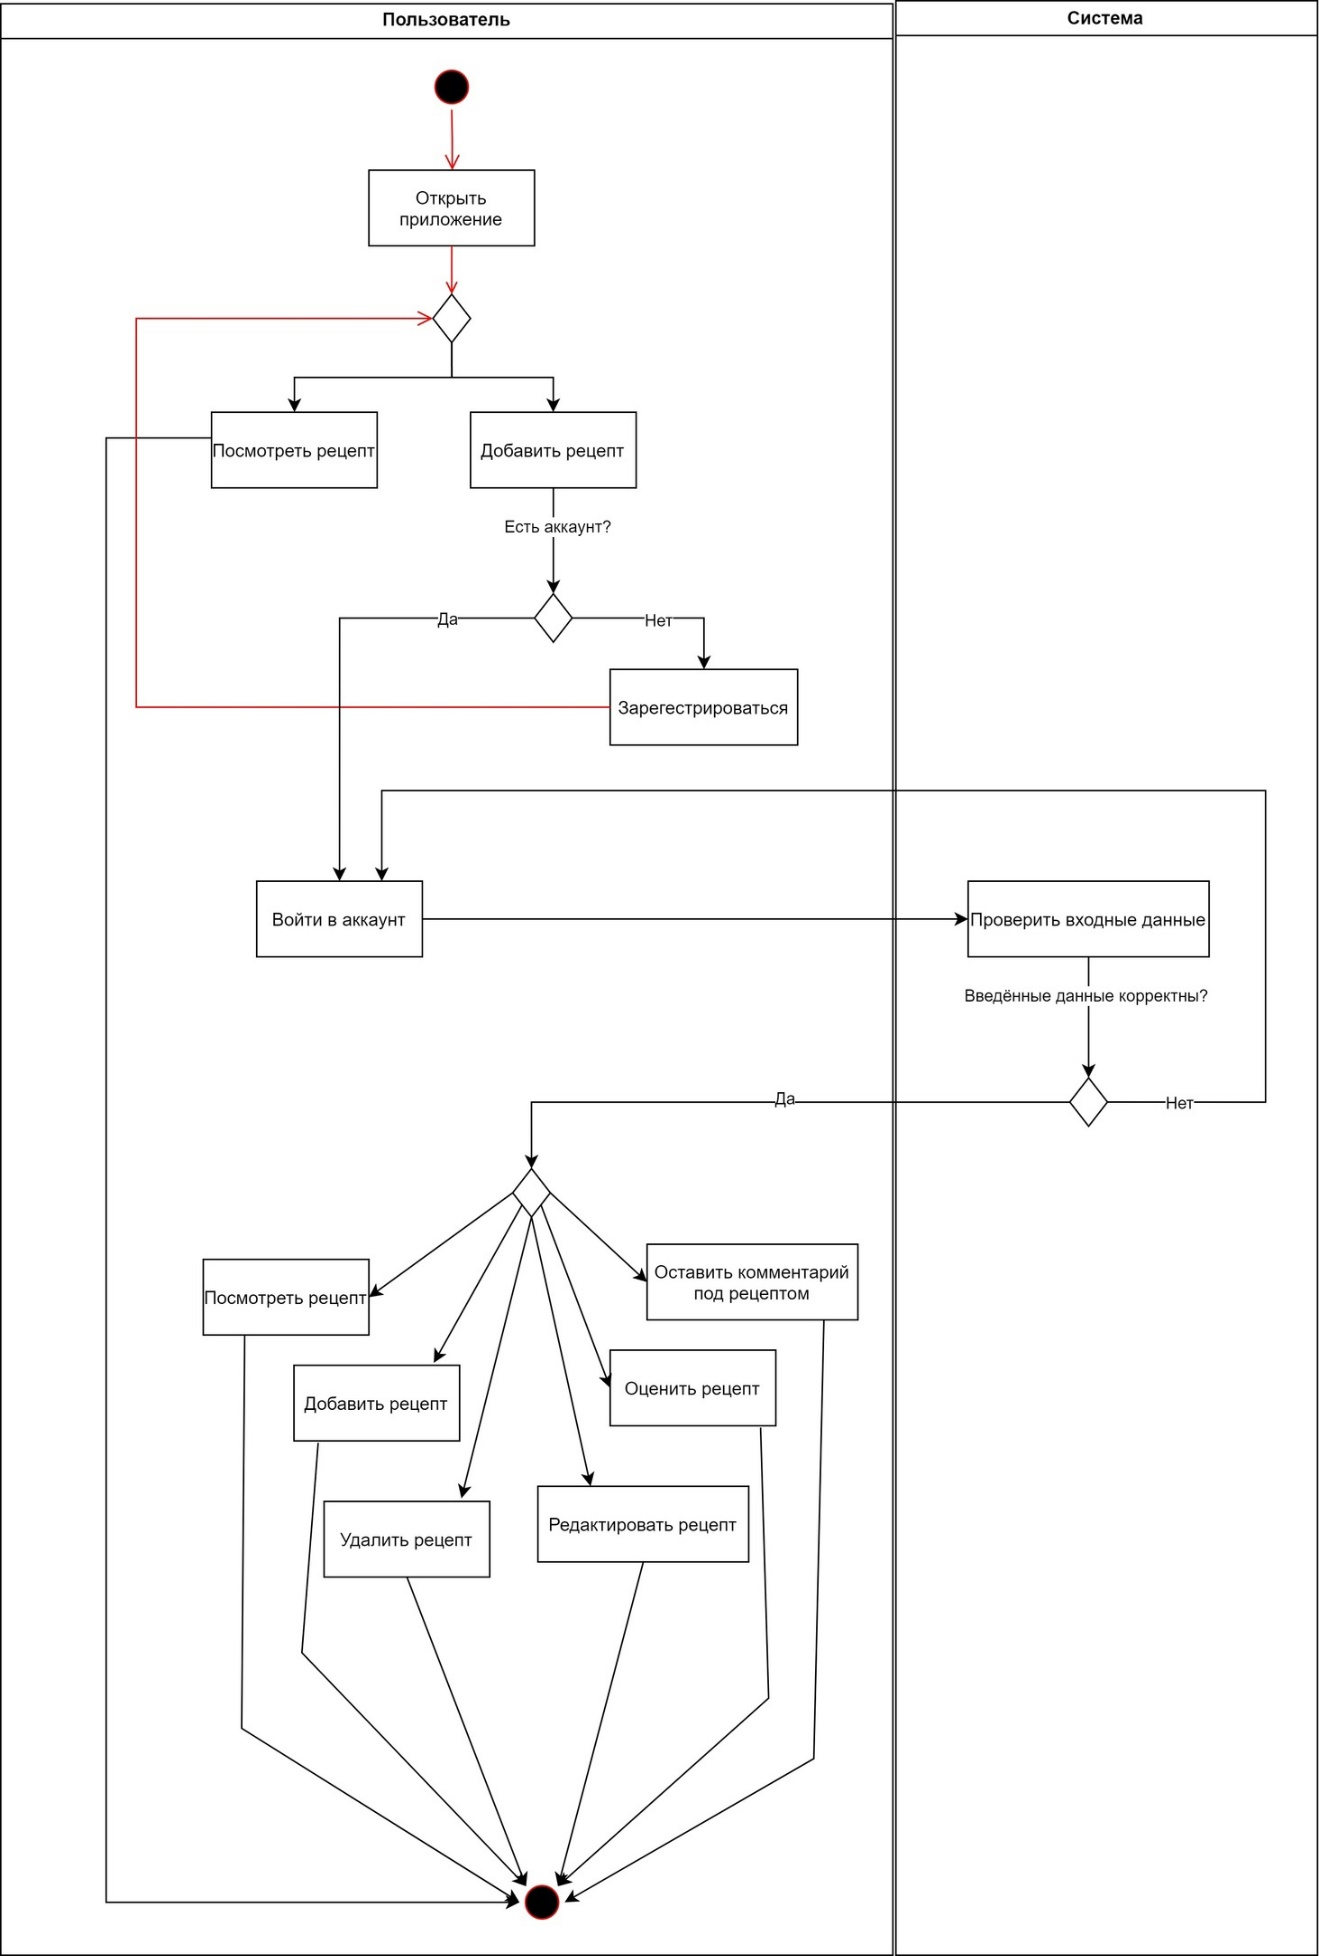 Пользователь
Система
Открыть
приложение
Посмотреть рецепт
Добавить рецепт
Есть аккаунт?
Да
Нет
Зарегестрироваться
Войти в аккаунт
Проверить входные данные
Введённые данные корректны?
Да
Нет
Оставить комментарий
под рецептом
Посмотреть рецепт
Оценить рецепт
Добавить рецепт
Редактировать рецепт
Удалить рецепт